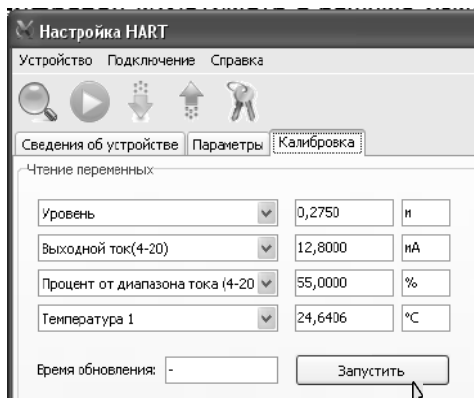 Настройка HART
Устройство Подключение Справка
Сведения об устройстве Параметры Калибровка
Чтение переменных
Уровень 0,2750 м
Выходной ток(4-20) 12,8000 мА
Процент от диапазона тока (4-20 55,0000 %
Температура 1 24,6406 °C
Время обновления: - Запустить